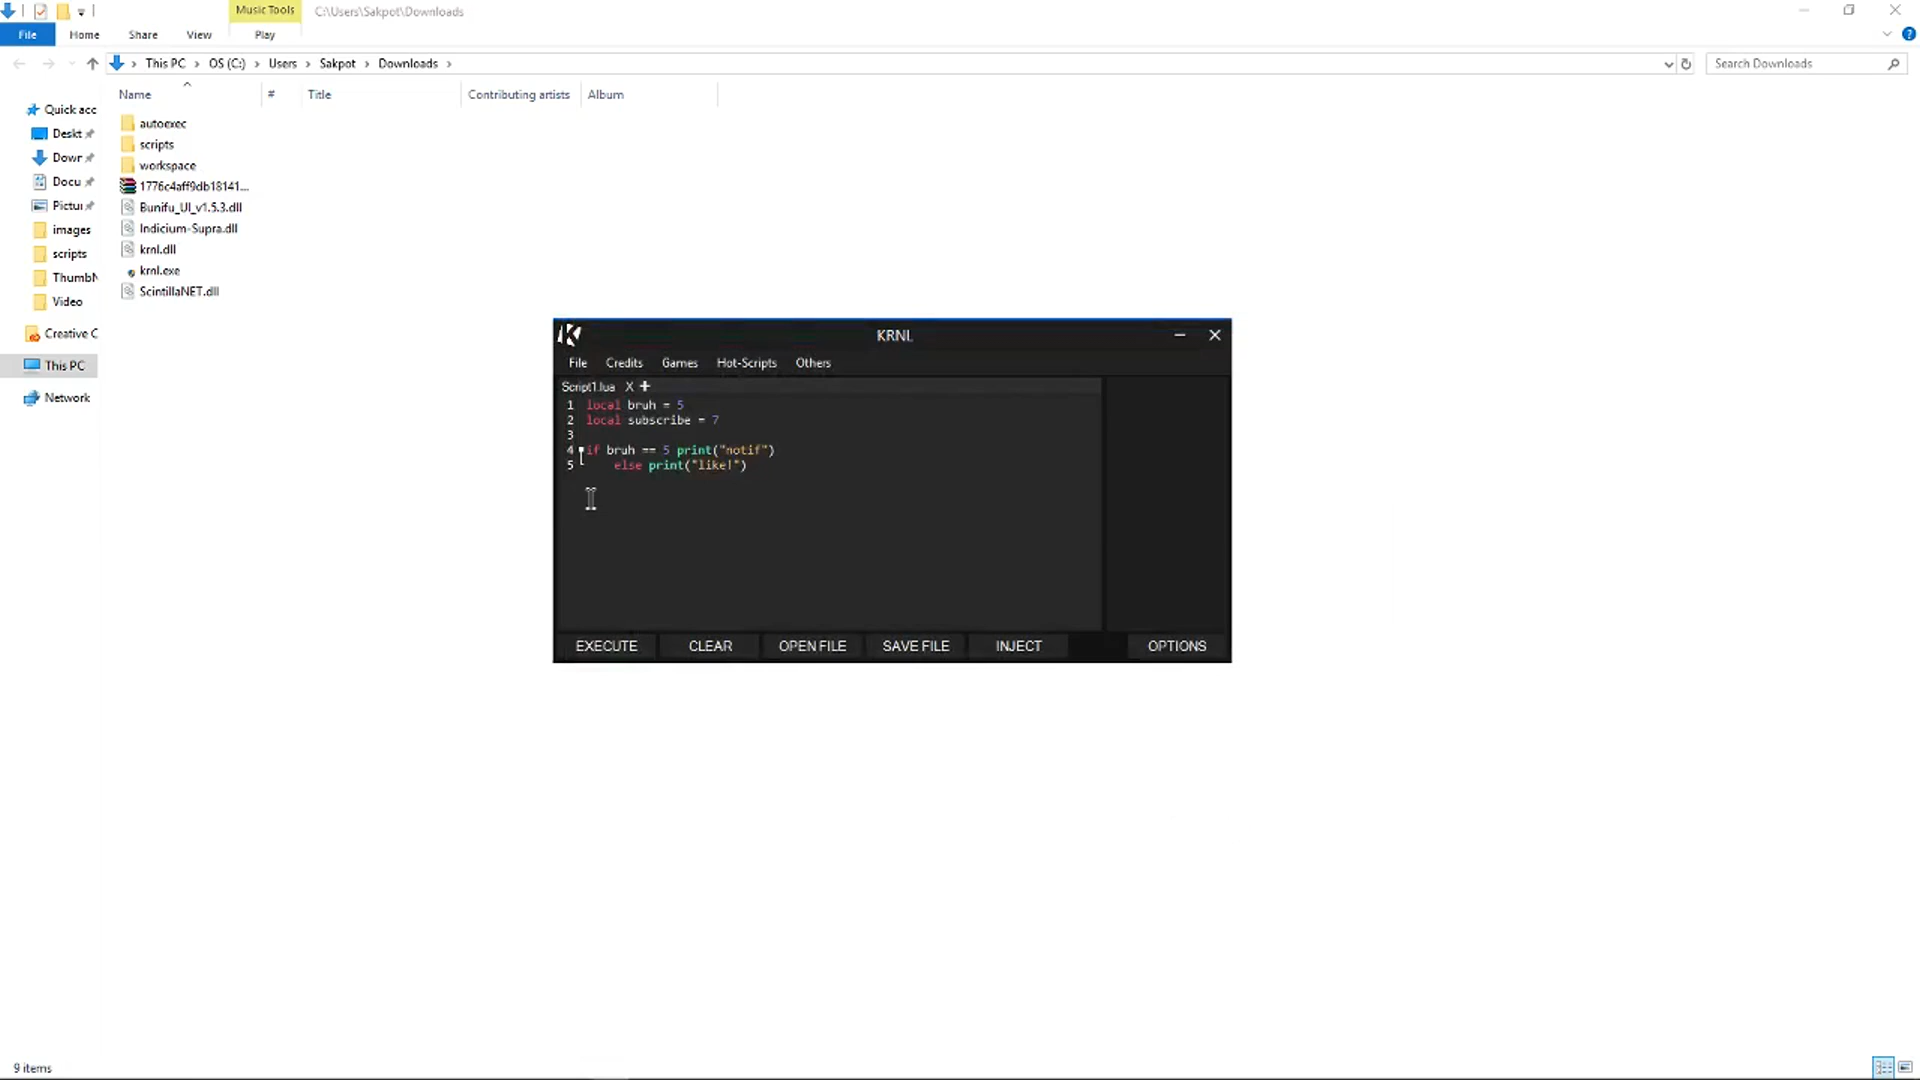 Music Tools C:\Users\Sakpot\Downloads
File Home Share View Play
This PC > OS (C:) > Users > Sakpot > Downloads >
Search Downloads
Name # Title Contributing artists Album
Quick acc
Deskt
Dowr
Docu
Pictur
images
scripts
ThumbN
Video
Creative C
This PC
Network
autoexec
scripts
workspace
1776c4aff9db18141...
Bunifu_UI_v1.5.3.dll
Indicium-Supra.dll
krnl.dll
krnl.exe
ScintillaNET.dll
KRNL
File Credits Games Hot-Scripts Others
Script1.lua X
1 local bruh = 5
2 local subscribe = 7
3
4 if bruh == 5 print("notif")
5 else print("like!")
EXECUTE CLEAR OPEN FILE SAVE FILE INJECT OPTIONS
9 items